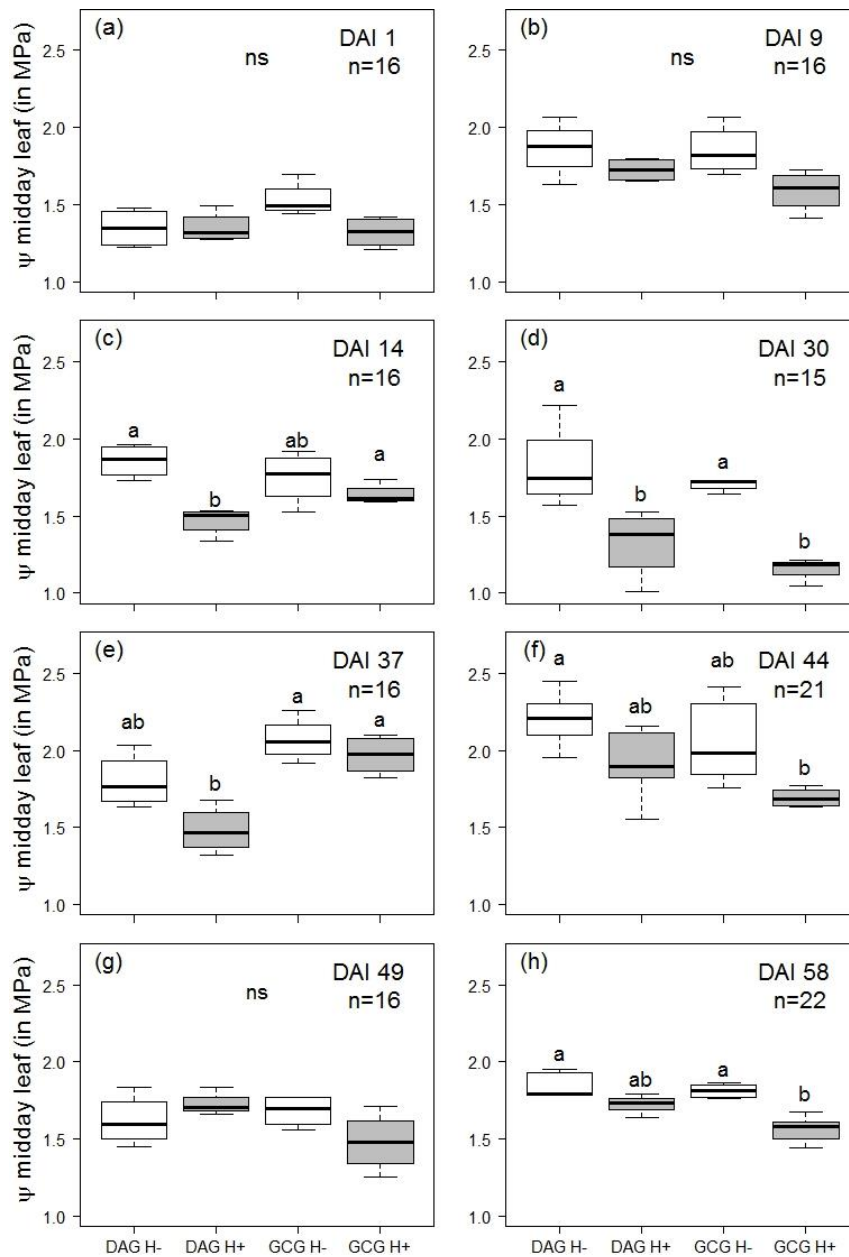 (a) DAI 1
ns n=16
(b) DAI 9
ns n=16
ψ midday leaf (in MPa)
2.5
2.0
1.5
1.0
2.5
2.0
1.5
1.0
(c) DAI 14
n=16
a b ab a
(d) DAI 30
n=15
a b a b
ψ midday leaf (in MPa)
2.5
2.0
1.5
1.0
2.5
2.0
1.5
1.0
(e) DAI 37
n=16
ab b a a
(f) DAI 44
n=21
a ab ab b
ψ midday leaf (in MPa)
2.5
2.0
1.5
1.0
2.5
2.0
1.5
1.0
(g) DAI 49
ns n=16
(h) DAI 58
n=22
a ab a b
ψ midday leaf (in MPa)
2.5
2.0
1.5
1.0
2.5
2.0
1.5
1.0
DAG H- DAG H+ GCG H- GCG H+
DAG H- DAG H+ GCG H- GCG H+